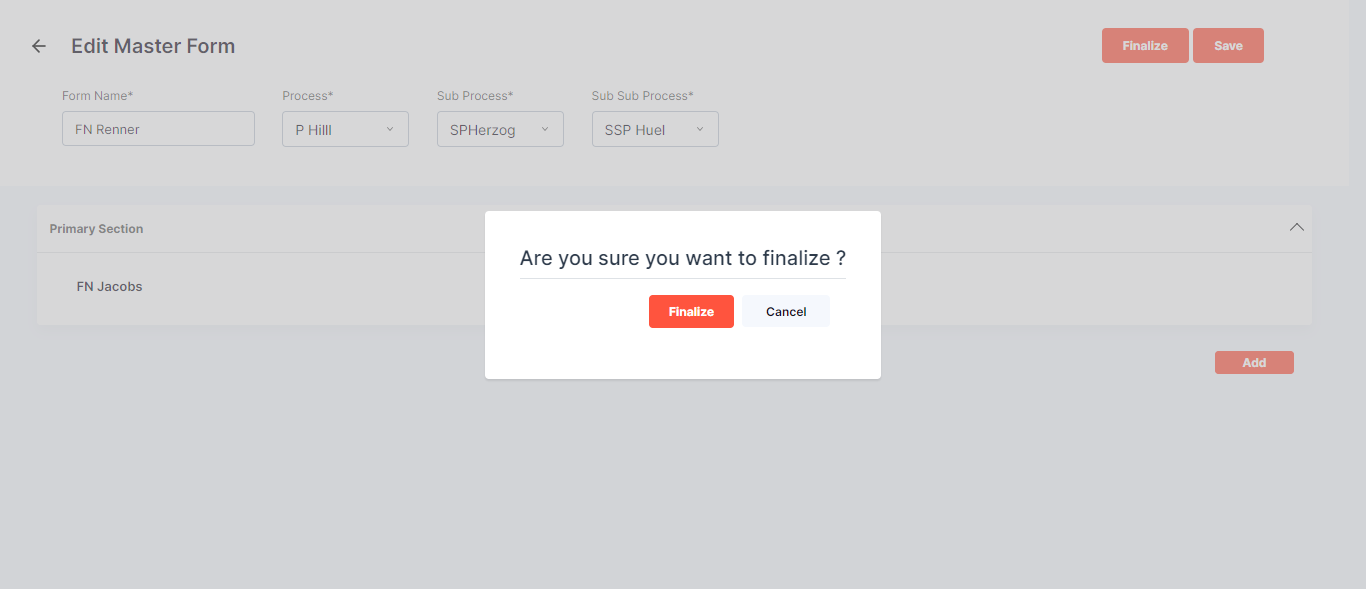 Edit Master Form
Finalize Save
Form Name* Process* Sub Process* Sub Sub Process*
FN Renner P Hilll SPHerzog SSP Huel
Primary Section
FN Jacobs
Are you sure you want to finalize ?
Finalize Cancel
Add